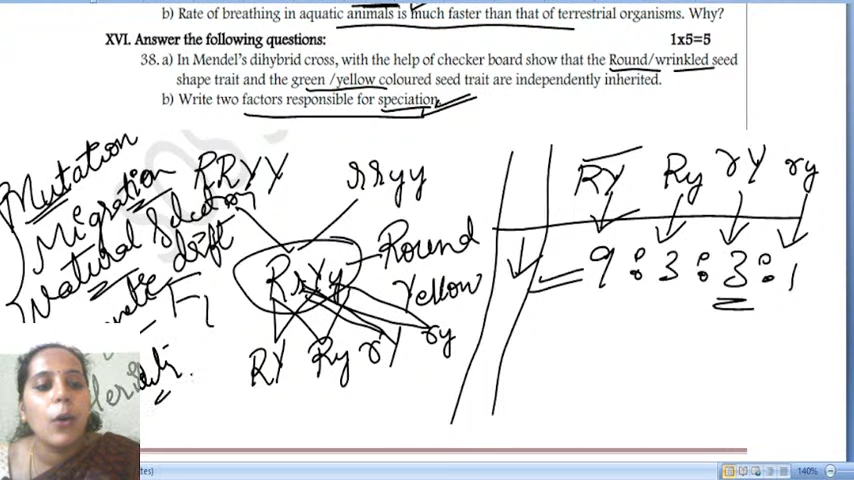 b) Rate of breathing in aquatic animals is much faster than that of terrestrial organisms. Why?
XVI. Answer the following questions: 1x5=5
38. a) In Mendel's dihybrid cross, with the help of checker board show that the Round/wrinkled seed
shape trait and the green /yellow coloured seed trait are independently inherited.
b) Write two factors responsible for speciation.
Mutation
Migration
Natural Selection
drift
RRYY
rryy
RrYy
Round
Yellow
F1
RY Ry rY ry
RY Ry rY ry
9 : 3 : 3 : 1
140%